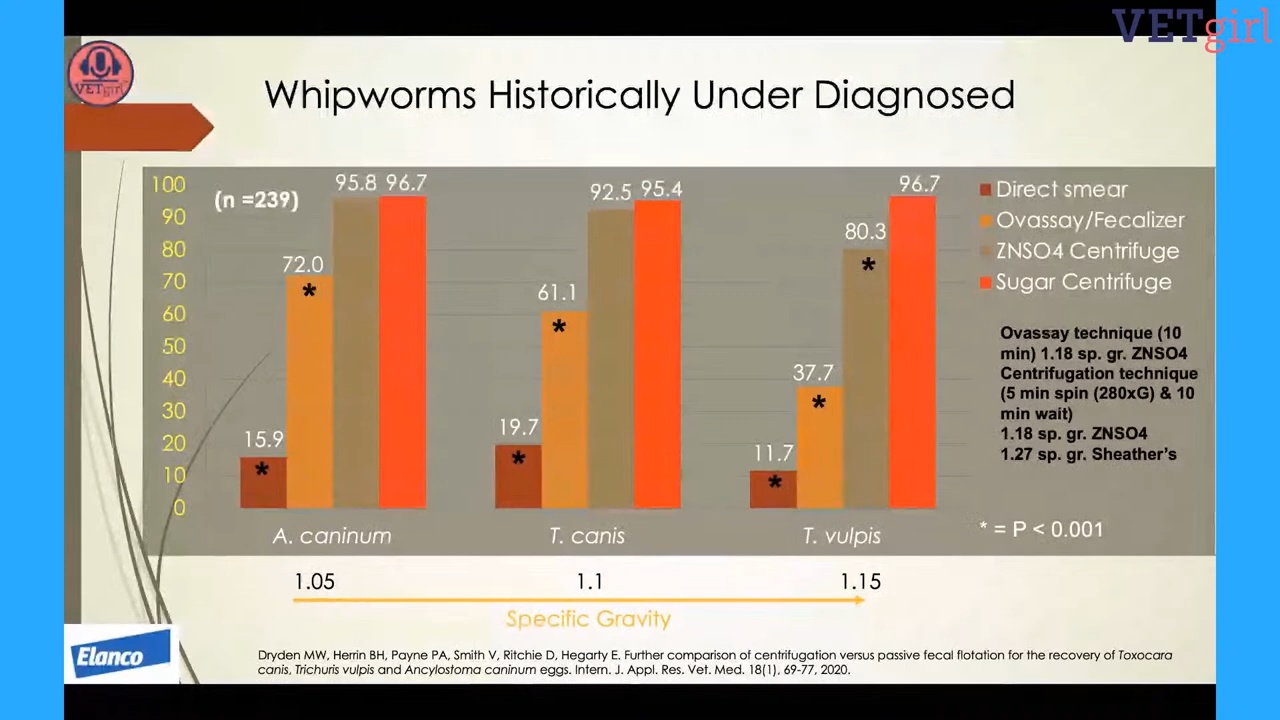 VETgirl
VETgirl
Whipworms Historically Under Diagnosed
100
90
80
70
60
50
40
30
20
10
0
(n =239)
15.9
*
72.0
*
95.8
96.7
19.7
*
61.1
*
92.5
95.4
11.7
*
37.7
*
80.3
*
96.7
A. caninum
T. canis
T. vulpis
Direct smear
Ovassay/Fecalizer
ZNSO4 Centrifuge
Sugar Centrifuge
Ovassay technique (10
min) 1.18 sp. gr. ZNSO4
Centrifugation technique
(5 min spin (280xG) & 10
min wait)
1.18 sp. gr. ZNSO4
1.27 sp. gr. Sheather's
* = P < 0.001
1.05
1.1
1.15
Specific Gravity
Elanco
Dryden MW, Herrin BH, Payne PA, Smith V, Ritchie D, Hegarty E. Further comparison of centrifugation versus passive fecal flotation for the recovery of Toxocara
canis, Trichuris vulpis and Ancylostoma caninum eggs. Intern. J. Appl. Res. Vet. Med. 18(1), 69-77, 2020.